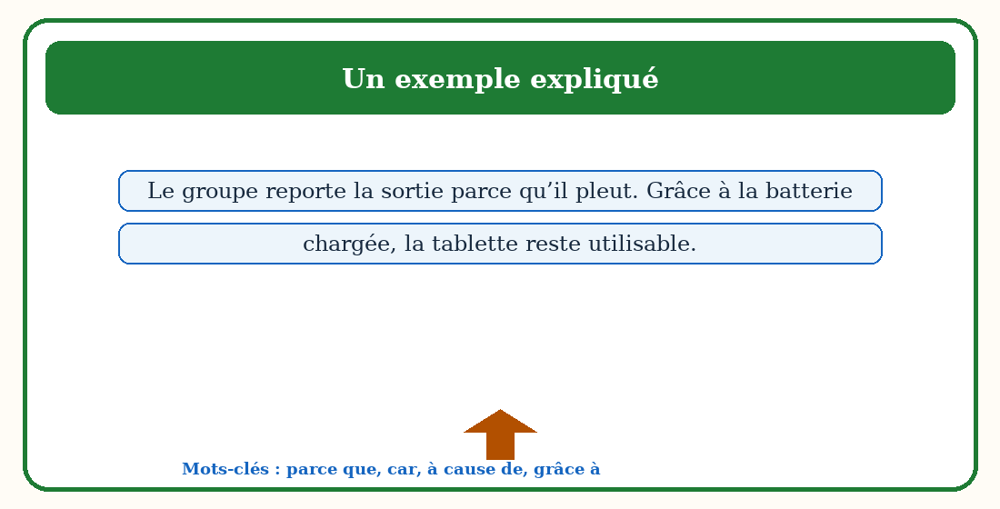 Un exemple expliqué
Le groupe reporte la sortie parce qu’il pleut. Grâce à la batterie
chargée, la tablette reste utilisable.
Mots-clés : parce que, car, à cause de, grâce à